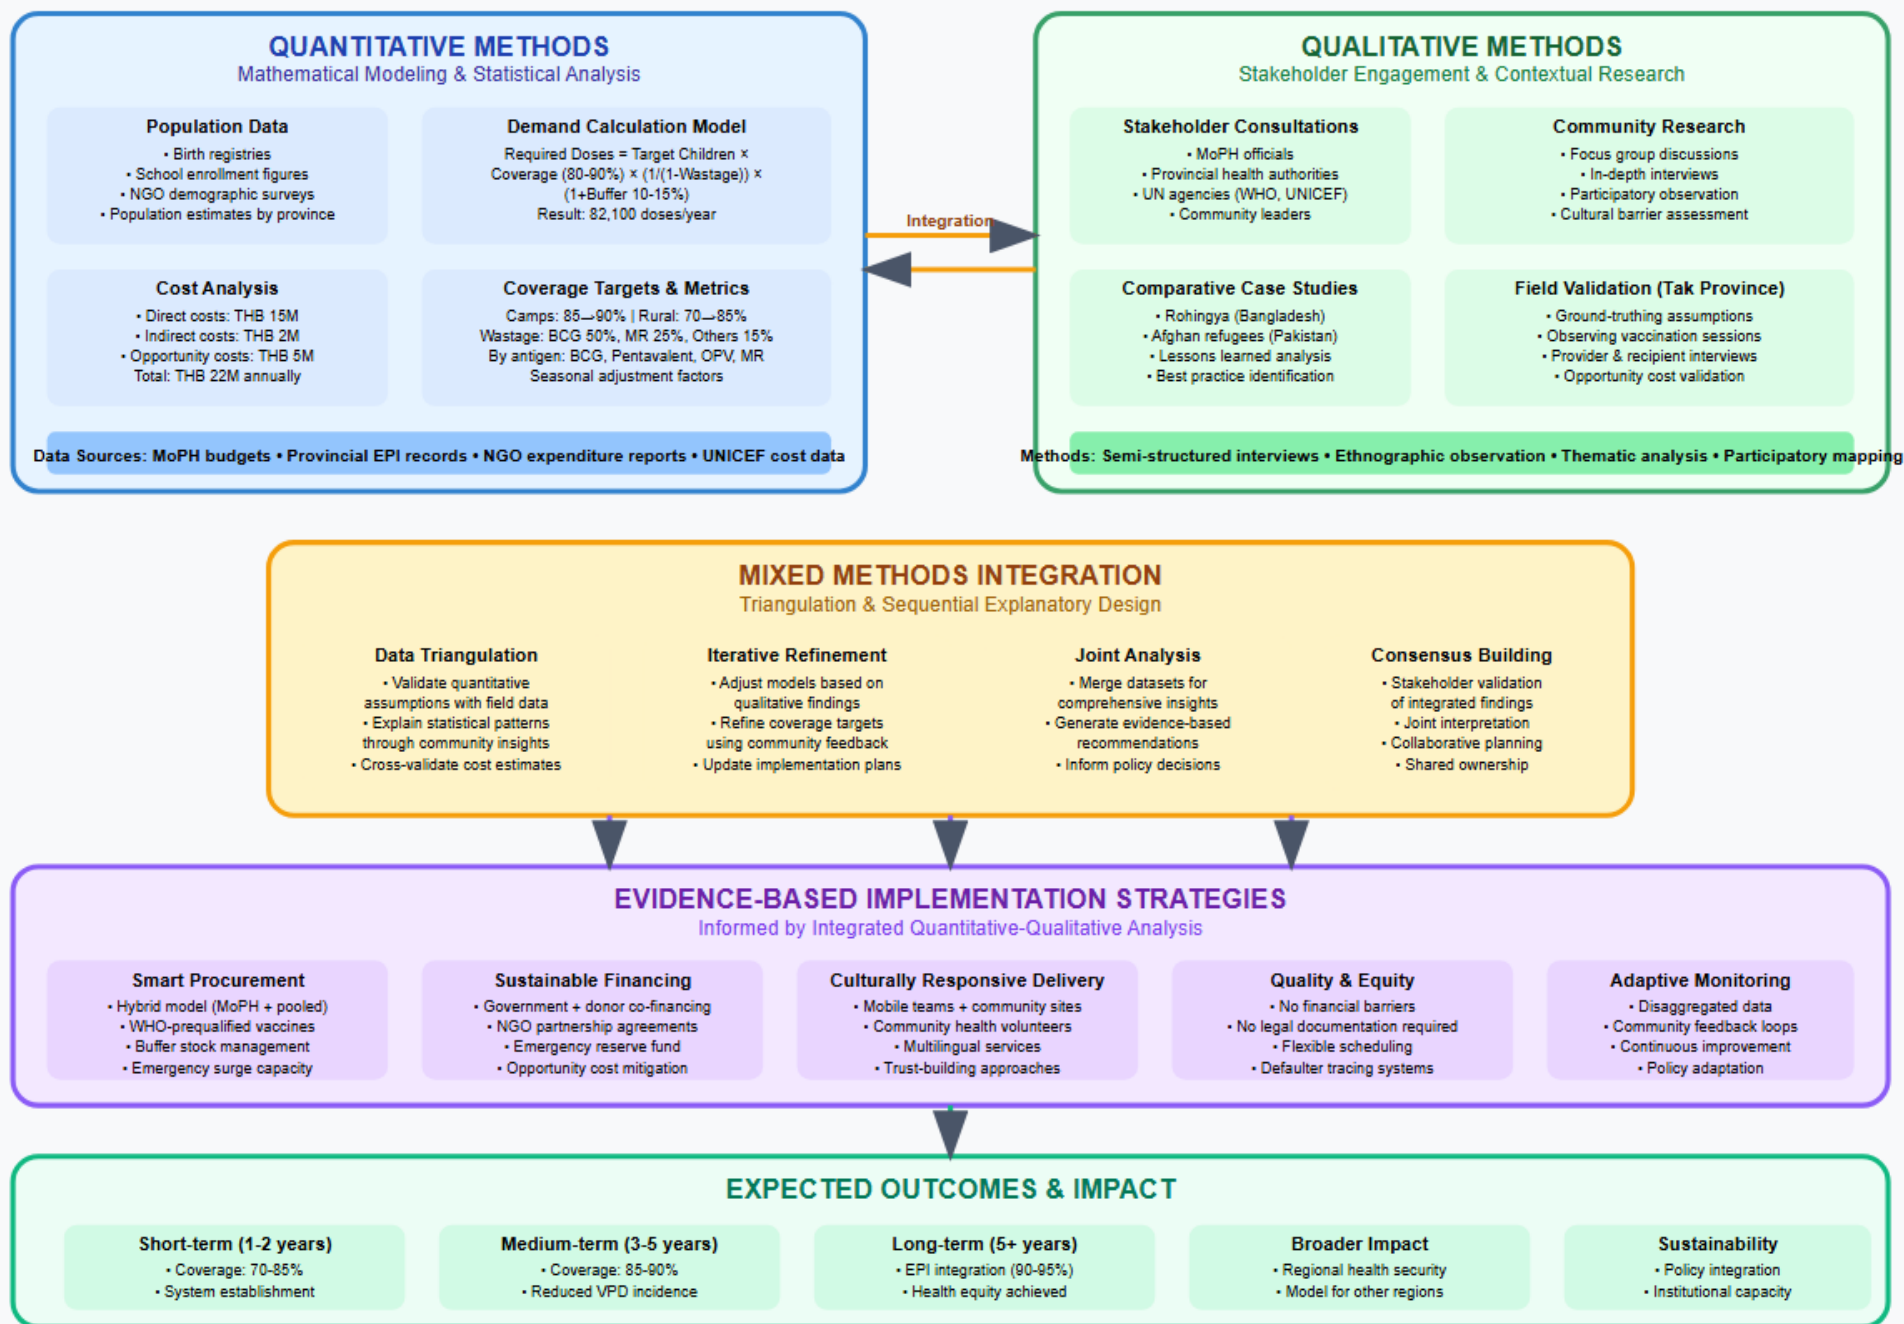 QUANTITATIVE METHODS
Mathematical Modeling & Statistical Analysis
Population Data
• Birth registries
• School enrollment figures
• NGO demographic surveys
• Population estimates by province
Demand Calculation Model
Required Doses = Target Children ×
Coverage (80-90%) × (1/(1-Wastage)) ×
(1+Buffer 10-15%)
Result: 82,100 doses/year
Cost Analysis
• Direct costs: THB 15M
• Indirect costs: THB 2M
• Opportunity costs: THB 5M
Total: THB 22M annually
Coverage Targets & Metrics
Camps: 85→90% | Rural: 70→85%
Wastage: BCG 50%, MR 25%, Others 15%
By antigen: BCG, Pentavalent, OPV, MR
Seasonal adjustment factors
Data Sources: MoPH budgets • Provincial EPI records • NGO expenditure reports • UNICEF cost data
Integration
QUALITATIVE METHODS
Stakeholder Engagement & Contextual Research
Stakeholder Consultations
• MoPH officials
• Provincial health authorities
• UN agencies (WHO, UNICEF)
• Community leaders
Community Research
• Focus group discussions
• In-depth interviews
• Participatory observation
• Cultural barrier assessment
Comparative Case Studies
• Rohingya (Bangladesh)
• Afghan refugees (Pakistan)
• Lessons learned analysis
• Best practice identification
Field Validation (Tak Province)
• Ground-truthing assumptions
• Observing vaccination sessions
• Provider & recipient interviews
• Opportunity cost validation
Methods: Semi-structured interviews • Ethnographic observation • Thematic analysis • Participatory mapping
MIXED METHODS INTEGRATION
Triangulation & Sequential Explanatory Design
Data Triangulation
• Validate quantitative
assumptions with field data
• Explain statistical patterns
through community insights
• Cross-validate cost estimates
Iterative Refinement
• Adjust models based on
qualitative findings
• Refine coverage targets
using community feedback
• Update implementation plans
Joint Analysis
• Merge datasets for
comprehensive insights
• Generate evidence-based
recommendations
• Inform policy decisions
Consensus Building
• Stakeholder validation
of integrated findings
• Joint interpretation
• Collaborative planning
• Shared ownership
EVIDENCE-BASED IMPLEMENTATION STRATEGIES
Informed by Integrated Quantitative-Qualitative Analysis
Smart Procurement
• Hybrid model (MoPH + pooled)
• WHO-prequalified vaccines
• Buffer stock management
• Emergency surge capacity
Sustainable Financing
• Government + donor co-financing
• NGO partnership agreements
• Emergency reserve fund
• Opportunity cost mitigation
Culturally Responsive Delivery
• Mobile teams + community sites
• Community health volunteers
• Multilingual services
• Trust-building approaches
Quality & Equity
• No financial barriers
• No legal documentation required
• Flexible scheduling
• Defaulter tracing systems
Adaptive Monitoring
• Disaggregated data
• Community feedback loops
• Continuous improvement
• Policy adaptation
EXPECTED OUTCOMES & IMPACT
Short-term (1-2 years)
• Coverage: 70-85%
• System establishment
Medium-term (3-5 years)
• Coverage: 85-90%
• Reduced VPD incidence
Long-term (5+ years)
• EPI integration (90-95%)
• Health equity achieved
Broader Impact
• Regional health security
• Model for other regions
Sustainability
• Policy integration
• Institutional capacity